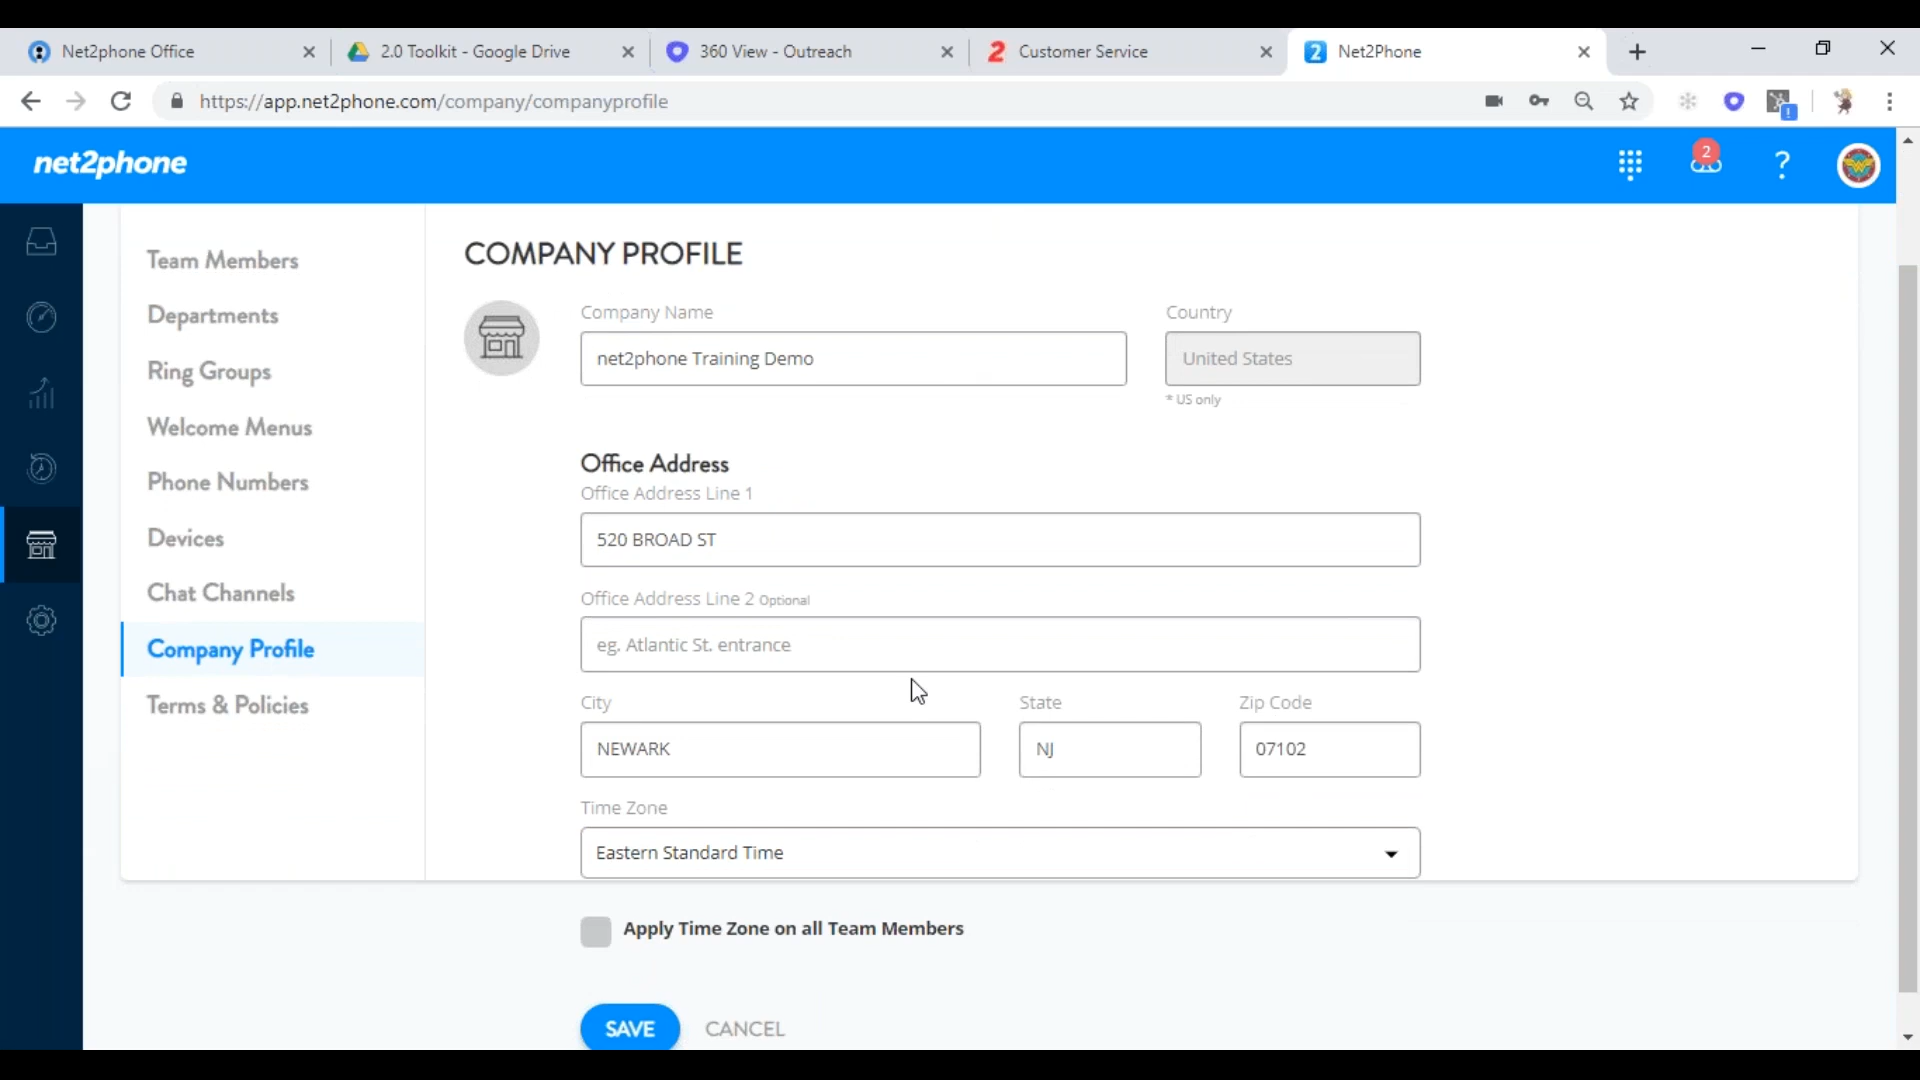 Net2phone Office
2.0 Toolkit - Google Drive
360 View - Outreach
2 Customer Service
2 Net2Phone
https://app.net2phone.com/company/companyprofile
!
net2phone
2
?
Team Members
Departments
Ring Groups
Welcome Menus
Phone Numbers
Devices
Chat Channels
Company Profile
Terms & Policies
COMPANY PROFILE
Company Name
Country
net2phone Training Demo
United States
* US only
Office Address
Office Address Line 1
520 BROAD ST
Office Address Line 2 Optional
eg. Atlantic St. entrance
City
State
Zip Code
NEWARK
NJ
07102
Time Zone
Eastern Standard Time
Apply Time Zone on all Team Members
SAVE
CANCEL